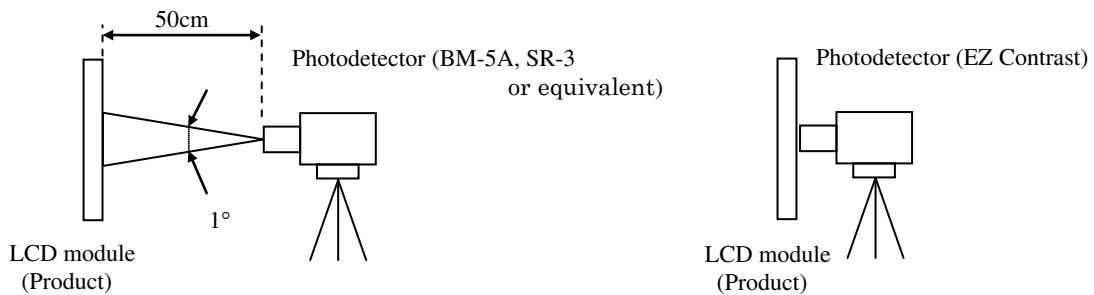 50cm
Photodetector (BM-5A, SR-3
or equivalent)
1°
LCD module
(Product)
Photodetector (EZ Contrast)
LCD module
(Product)